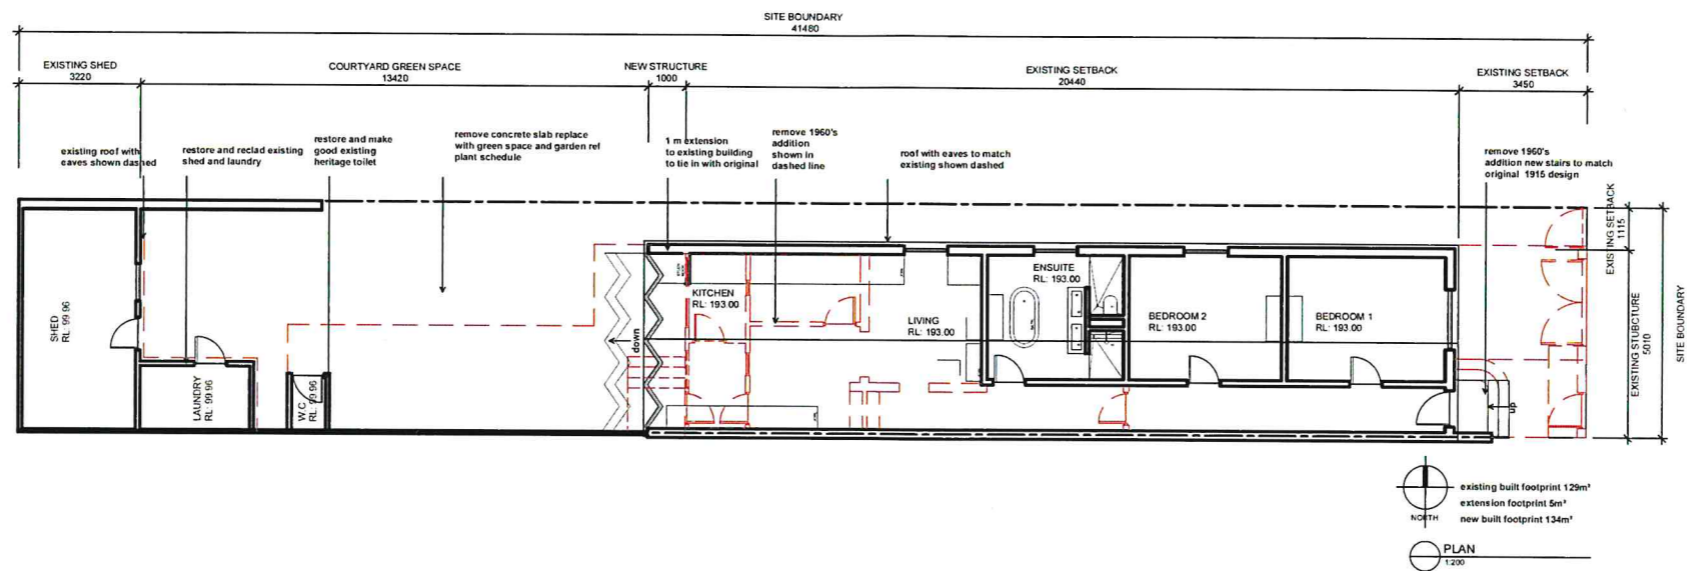 SITE BOUNDARY
41480
EXISTING SHED
3220
COURTYARD GREEN SPACE
13420
NEW STRUCTURE
1000
EXISTING SETBACK
20440
EXISTING SETBACK
3450
existing roof with
eaves shown dashed
restore and reclad existing
shed and laundry
restore and make
good existing
heritage toilet
remove concrete slab replace
with green space and garden ref
plant schedule
1 m extension
to existing building
to tie in with original
remove 1960's
addition
shown in
dashed line
roof with eaves to match
existing shown dashed
remove 1960's
addition new stairs to match
original 1915 design
SHED
RL: 99.96
LAUNDRY
RL: 99.96
W.C
RL: 99.96
down
KITCHEN
RL: 193.00
LIVING
RL: 193.00
ENSUITE
RL: 193.00
BEDROOM 2
RL: 193.00
BEDROOM 1
RL: 193.00
up
EXISTING SETBACK
1115
EXISTING STUBCTURE
5010
SITE BOUNDARY
NORTH
existing built footprint 129m²
extension footprint 5m²
new built footprint 134m²
PLAN
1:200